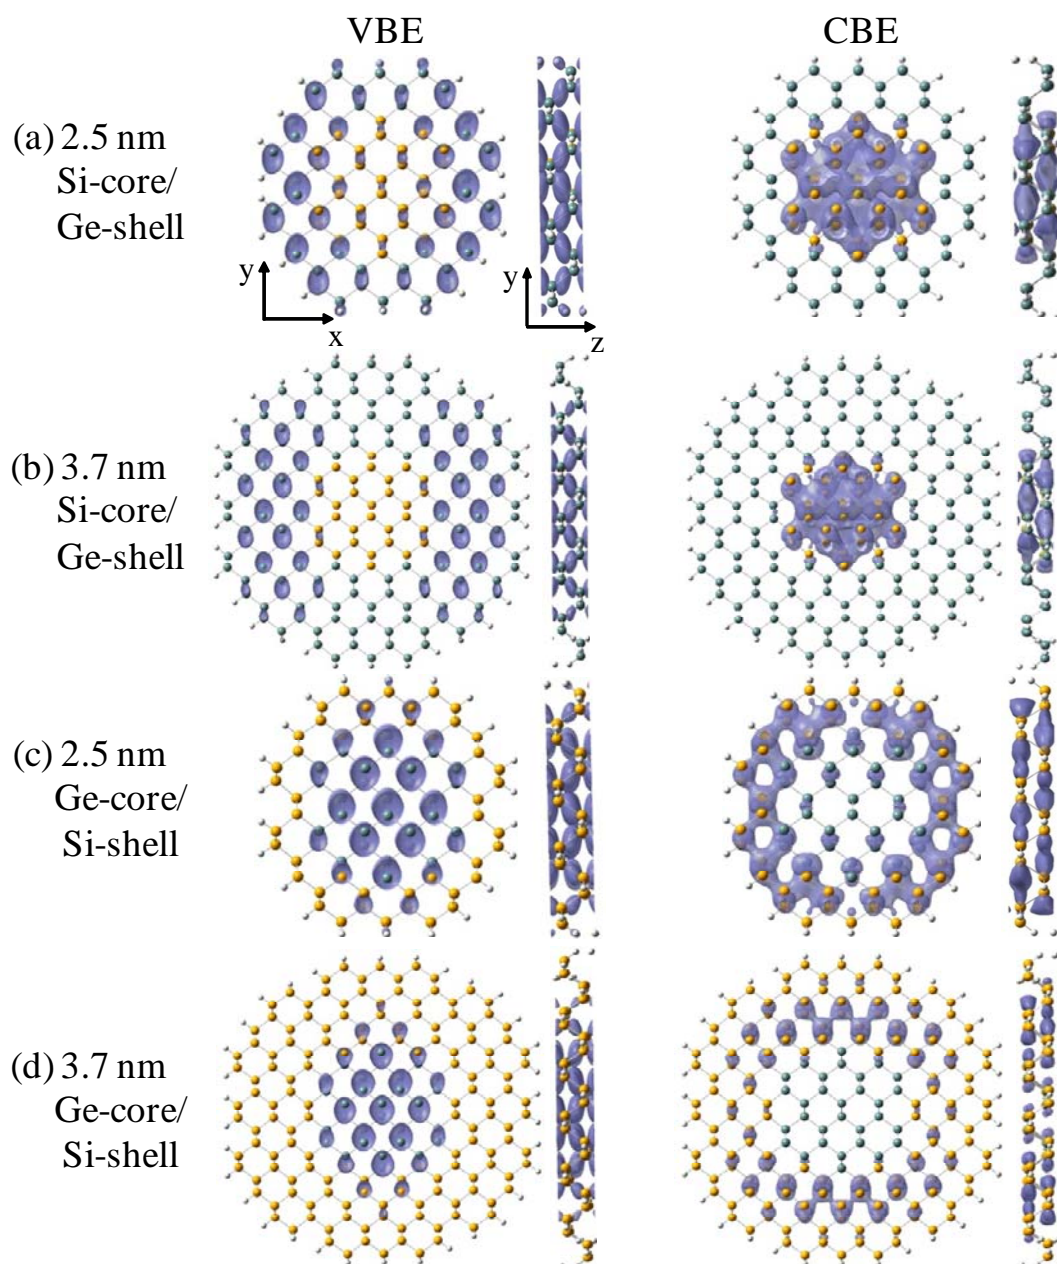 VBE
CBE
(a) 2.5 nm
Si-core/
Ge-shell
y
x
y
z
(b) 3.7 nm
Si-core/
Ge-shell
(c) 2.5 nm
Ge-core/
Si-shell
(d) 3.7 nm
Ge-core/
Si-shell